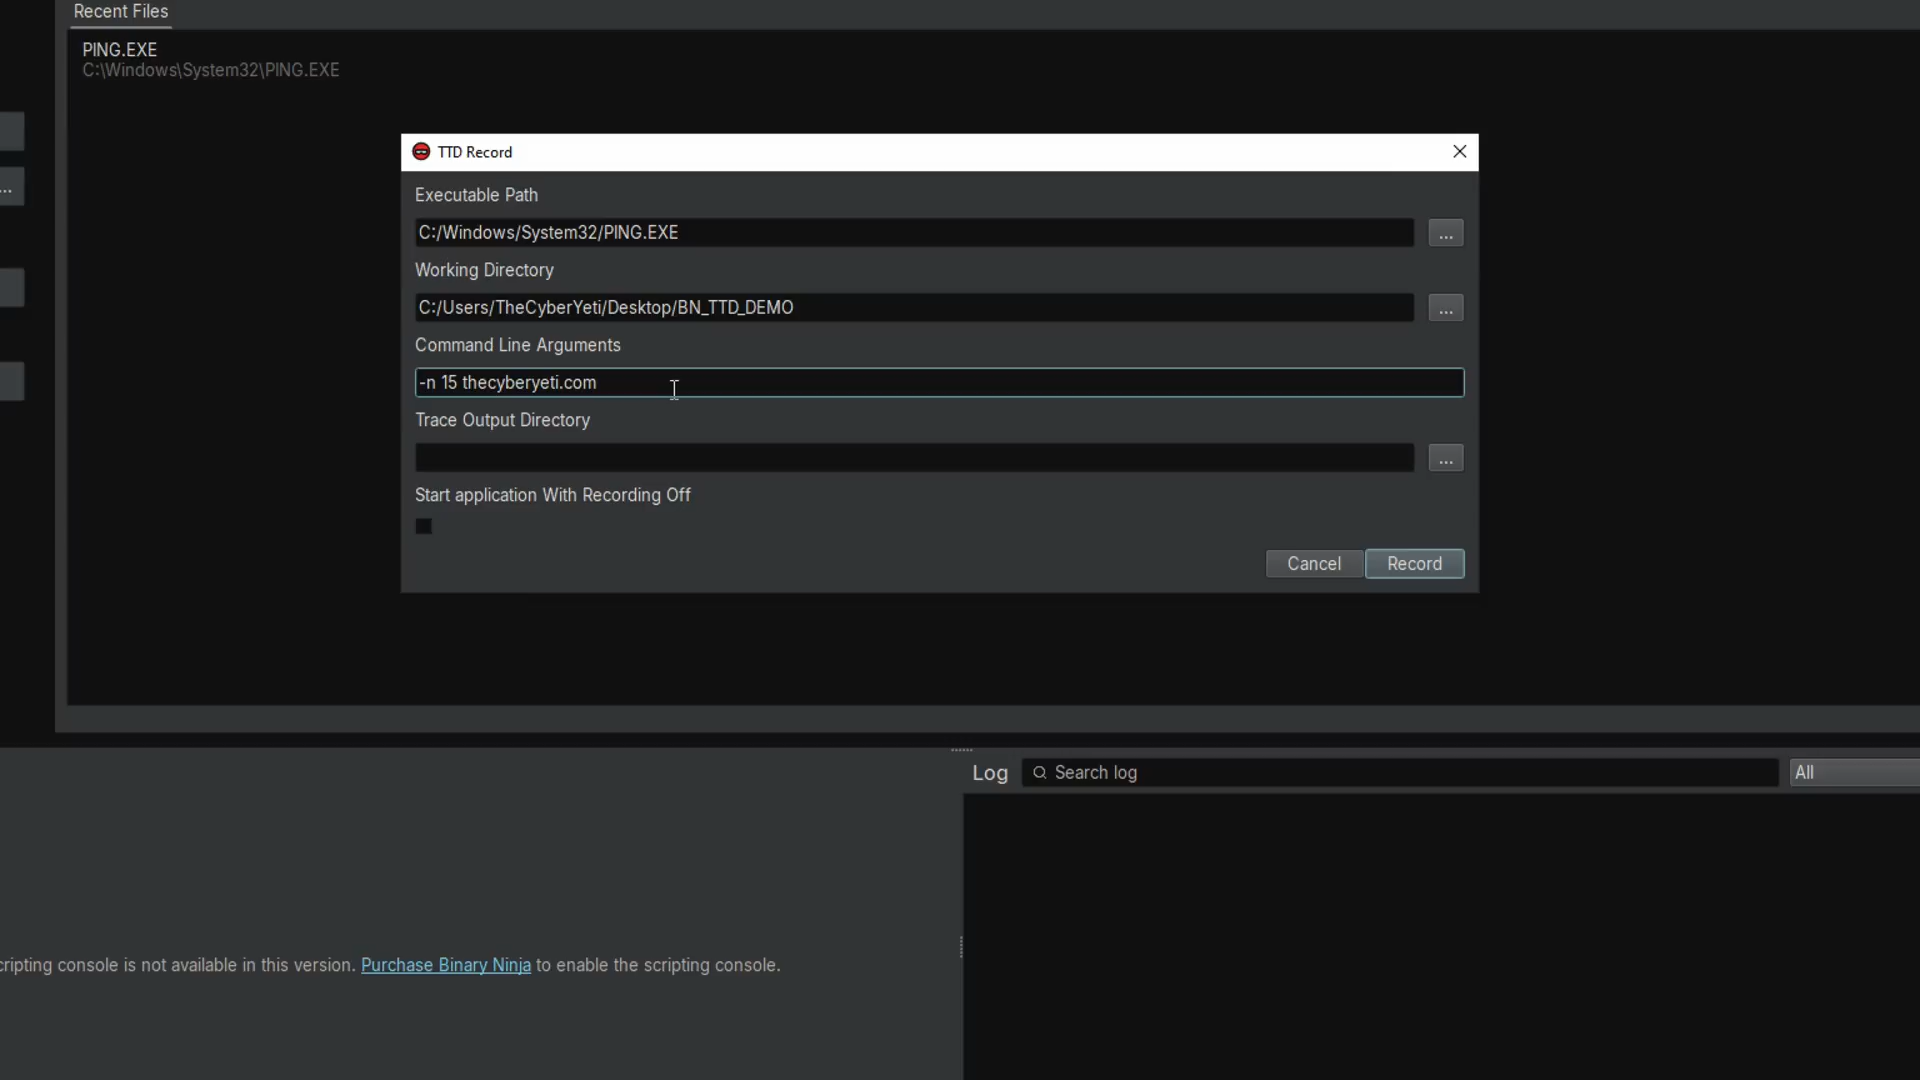 Recent Files
PING.EXE
C:\Windows\System32\PING.EXE
...
TTD Record
Executable Path
C:/Windows/System32/PING.EXE
...
Working Directory
C:/Users/TheCyberYeti/Desktop/BN_TTD_DEMO
...
Command Line Arguments
-n 15 thecyberyeti.com
Trace Output Directory
...
Start application With Recording Off
Cancel
Record
Log
Search log
All
cripting console is not available in this version. Purchase Binary Ninja to enable the scripting console.